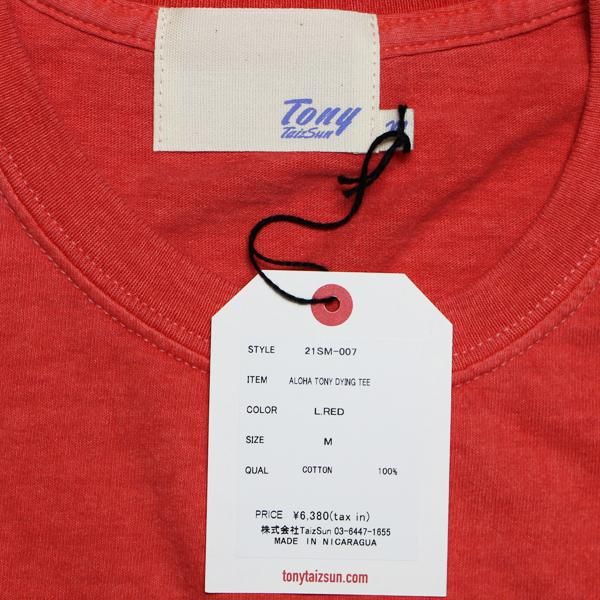 Tony
TaizSun
M
STYLE 21SM-007
ITEM ALOHA TONY DYING TEE
COLOR L.RED
SIZE M
QUAL COTTON 100%
PRICE ¥6,380(tax in)
株式会社TaizSun 03-6447-1655
MADE IN NICARAGUA
tonytaizsun.com